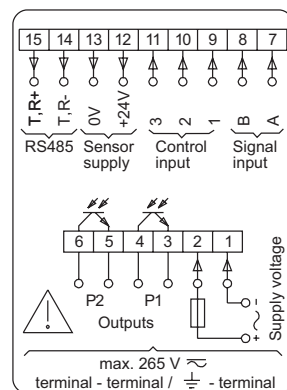 15 14 13 12 11 10 9 8 7
T,R+ T,R- 0V +24V 3 2 1 B A
RS485 Sensor supply Control input Signal input
6 5 4 3 2 1
P2 P1
Outputs
- +
Supply voltage
max. 265 V
terminal - terminal / - terminal